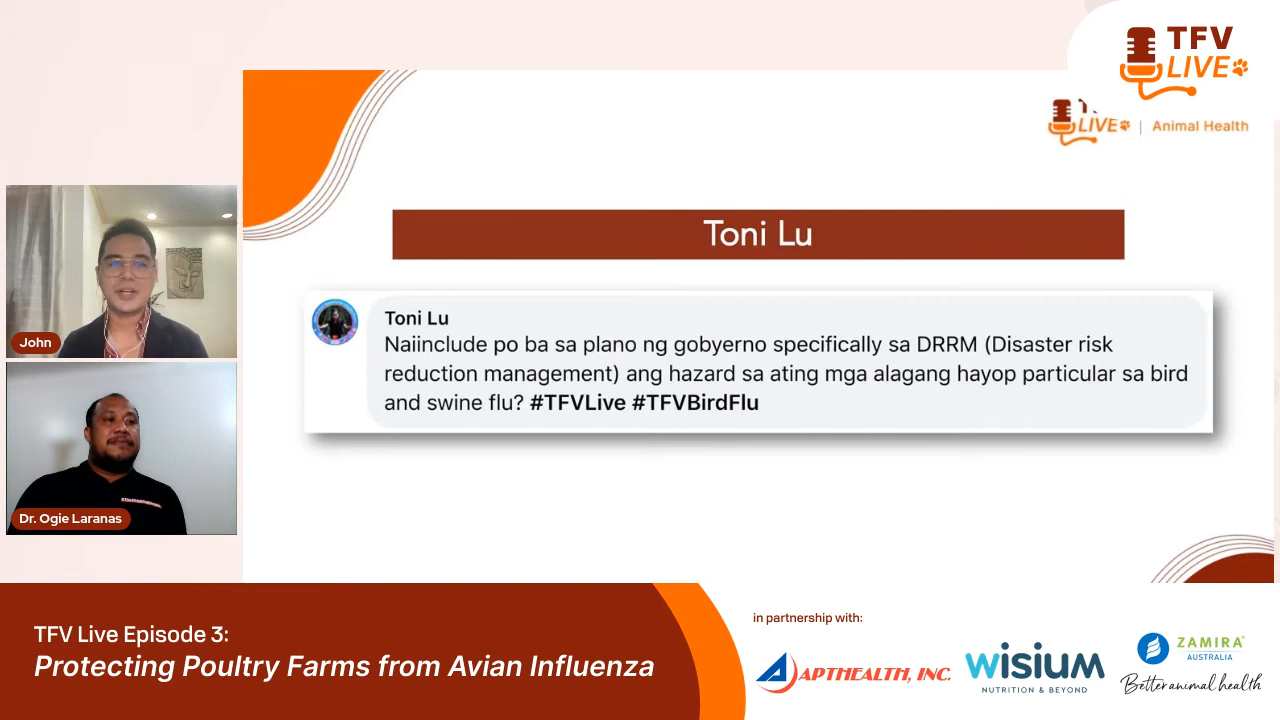 TFV
LIVE
LIVE | Animal Health
Toni Lu
Toni Lu
Naiinclude po ba sa plano ng gobyerno specifically sa DRRM (Disaster risk
reduction management) ang hazard sa ating mga alagang hayop particular sa bird
and swine flu? #TFVLive #TFVBirdFlu
John
Dr. Ogie Laranas
TFV Live Episode 3:
Protecting Poultry Farms from Avian Influenza
in partnership with:
APTHEALTH, INC.
wisium
NUTRITION & BEYOND
ZAMIRA®
AUSTRALIA
Better animal health